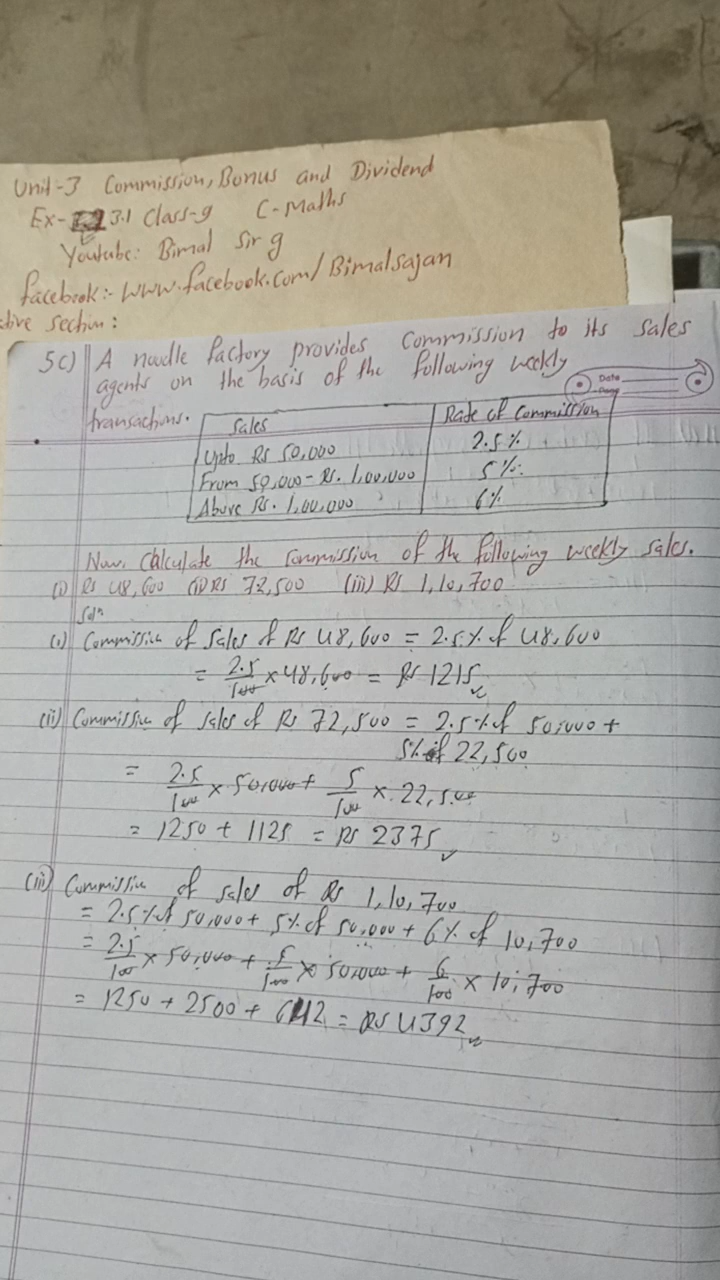 Unit-3 Commission, Bonus and Dividend
Ex- 3.1 Class-9 C-Maths
Youtube: Bimal Sir g
facebook:- www.facebook.com/Bimalsajan
tive section:
5c) A noodle factory provides Commission to its sales
agents on the basis of the following weekly
transactions.
Date
Page
Sales Rate of Commission
Upto Rs 50,000 2.5%
From 50,000 - Rs. 1,00,000 5%
Above Rs. 1,00,000 6%
Now, Calculate the commission of the following weekly sales.
(i) Rs 48,600 (ii) Rs 72,500 (iii) Rs 1,10,700
Solⁿ
(i) Commission of Sales of Rs 48,600 = 2.5% of 48,600
= 2.5/100 × 48,600 = Rs 1215
(ii) Commission of sales of Rs 72,500 = 2.5% of 50,000 +
5% of 22,500
= 2.5/100 × 50,000 + 5/100 × 22,500
= 1250 + 1125 = Rs 2375
(iii) Commission of sales of Rs 1,10,700
= 2.5% of 50,000 + 5% of 50,000 + 6% of 10,700
= 2.5/100 × 50,000 + 5/100 × 50,000 + 6/100 × 10,700
= 1250 + 2500 + 642 = Rs 4392